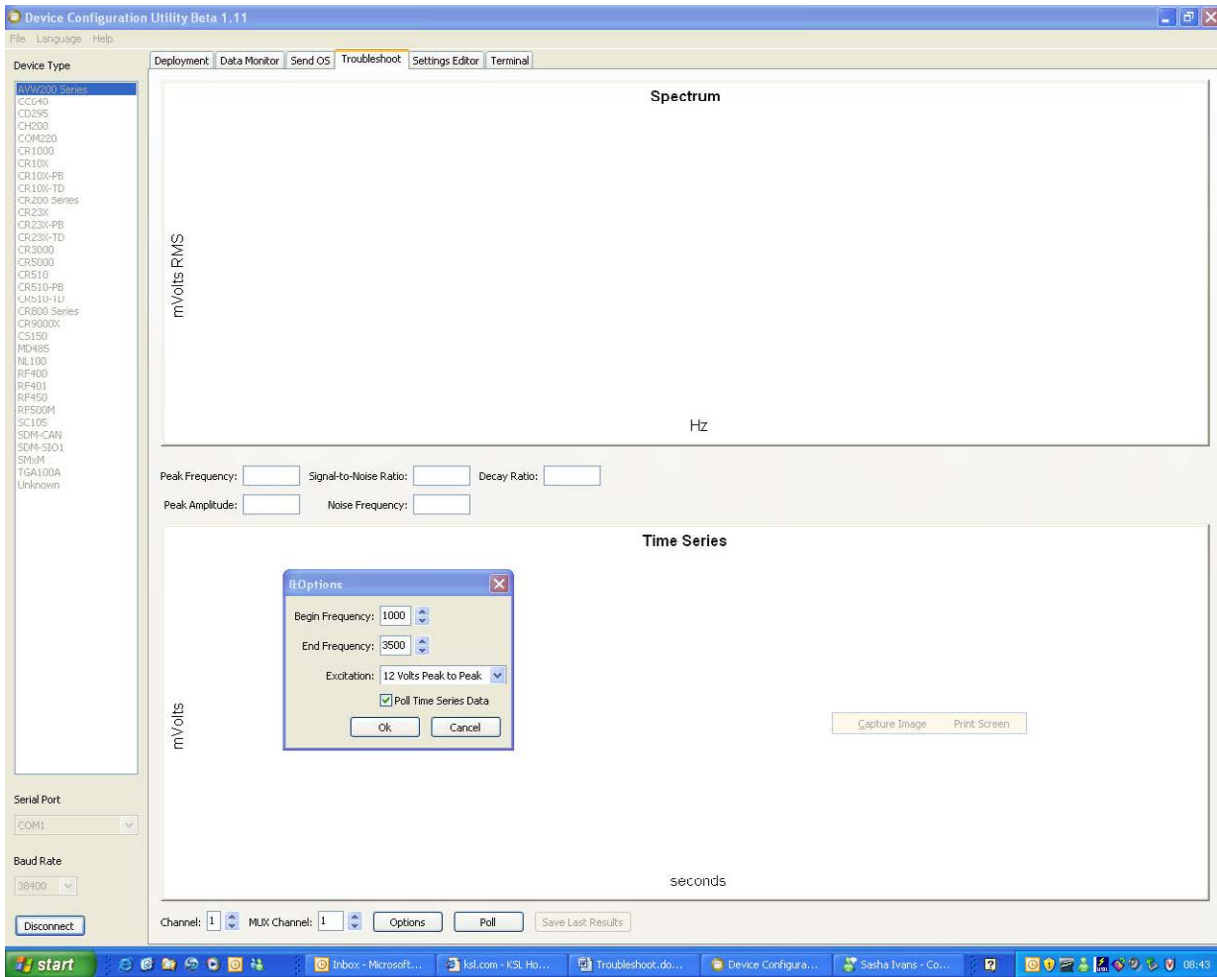 Device Configuration Utility Beta 1.11
File Language Help
Device Type
AVW200 Series
CC640
CD295
CH200
COM220
CR1000
CR10X
CR10X-PB
CR10X-TD
CR200 Series
CR23X
CR23X-PB
CR23X-TD
CR3000
CR5000
CR510
CR510-PB
CR510-TD
CR800 Series
CR9000X
CS150
MD485
NL100
RF400
RF401
RF450
RF500M
SC105
SDM-CAN
SDM-SIO1
SMxM
TGA100A
Unknown
Serial Port
COM1
Baud Rate
38400
Disconnect
Deployment Data Monitor Send OS Troubleshoot Settings Editor Terminal
Spectrum
mVolts RMS
Hz
Peak Frequency: Signal-to-Noise Ratio: Decay Ratio:
Peak Amplitude: Noise Frequency:
Time Series
mVolts
&Options
Begin Frequency: 1000
End Frequency: 3500
Excitation: 12 Volts Peak to Peak
Poll Time Series Data
Ok Cancel
Capture Image Print Screen
seconds
Channel: 1 MUX Channel: 1 Options Poll Save Last Results
start Inbox - Microsoft... ksl.com - KSL Ho... Troubleshoot.do... Device Configura... Sasha Ivans - Co... 08:43